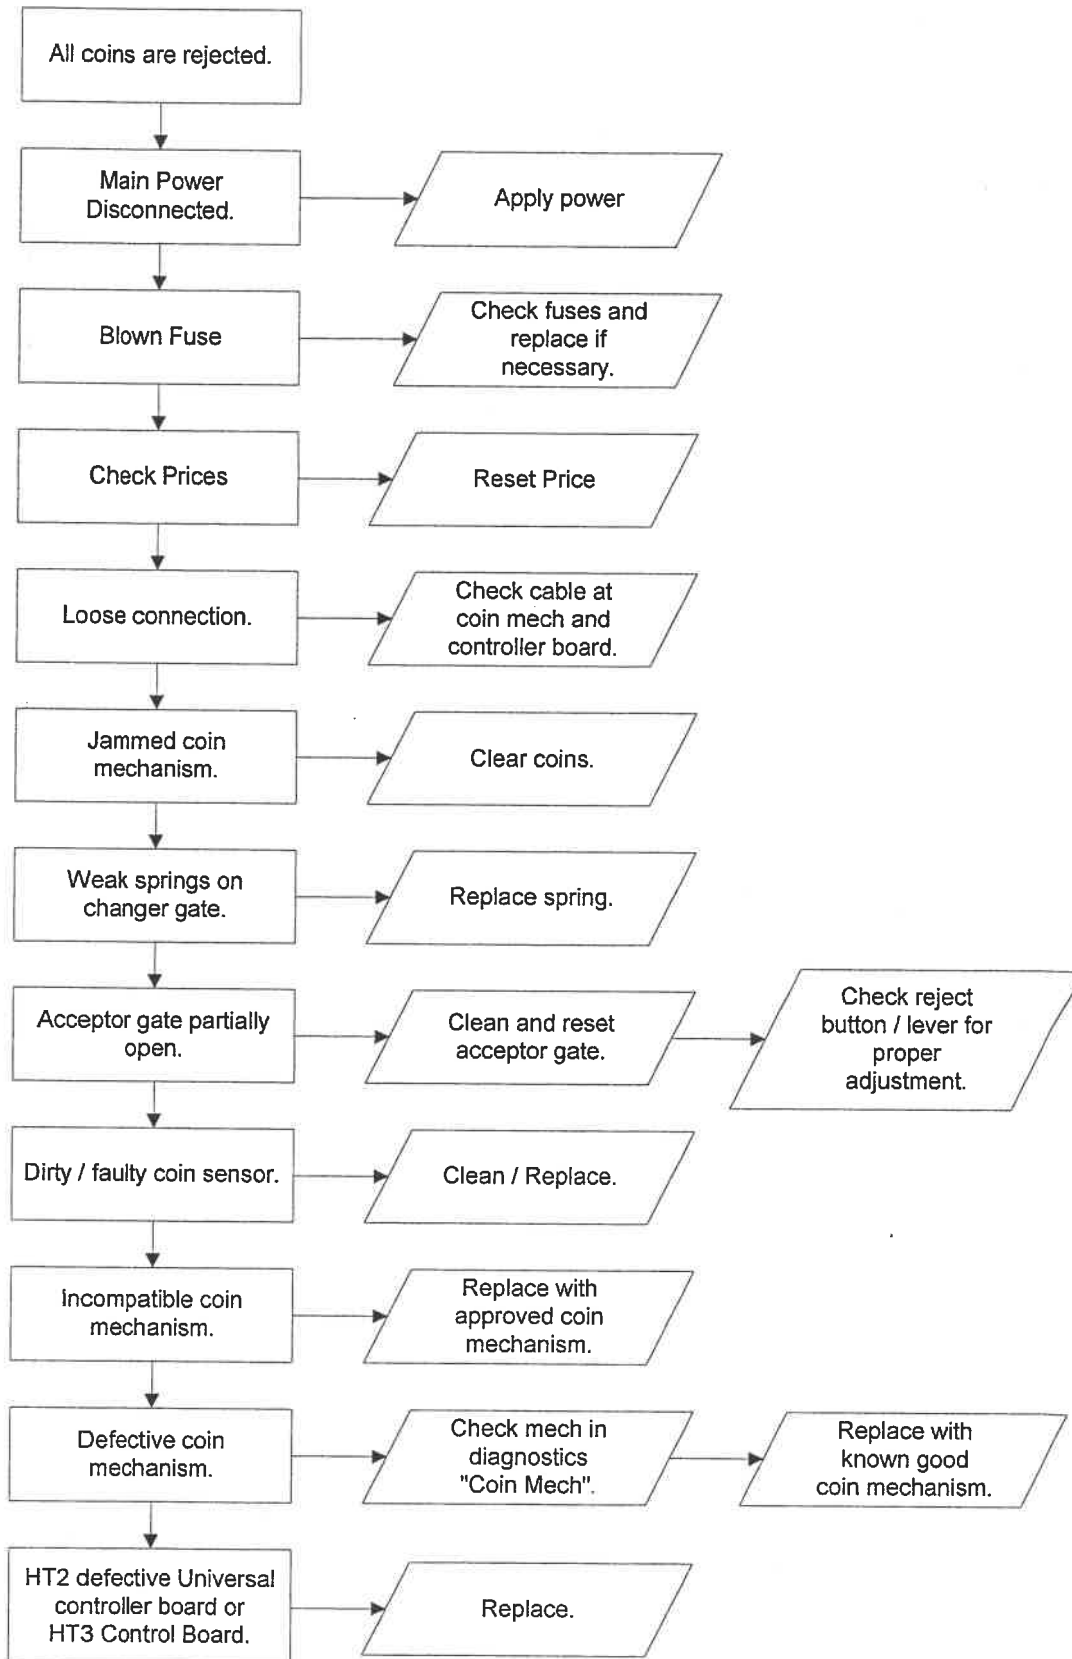 All coins are rejected.
Main Power
Disconnected.
Apply power
Blown Fuse
Check fuses and
replace if
necessary.
Check Prices
Reset Price
Loose connection.
Check cable at
coin mech and
controller board.
Jammed coin
mechanism.
Clear coins.
Weak springs on
changer gate.
Replace spring.
Acceptor gate partially
open.
Clean and reset
acceptor gate.
Check reject
button / lever for
proper
adjustment.
Dirty / faulty coin sensor.
Clean / Replace.
Incompatible coin
mechanism.
Replace with
approved coin
mechanism.
Defective coin
mechanism.
Check mech in
diagnostics
"Coin Mech".
Replace with
known good
coin mechanism.
HT2 defective Universal
controller board or
HT3 Control Board.
Replace.